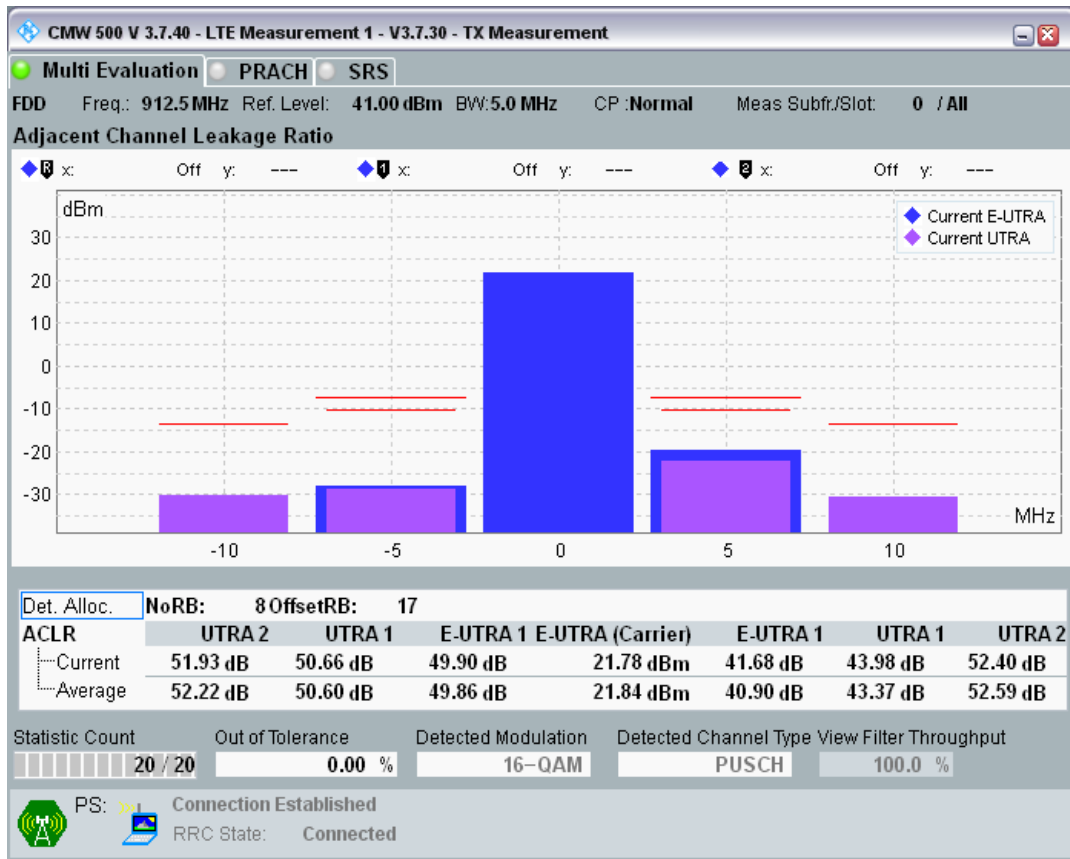 CMW 500 V 3.7.40 - LTE Measurement 1 - V3.7.30 - TX Measurement
Multi Evaluation PRACH SRS
FDD Freq.: 912.5 MHz Ref. Level: 41.00 dBm BW: 5.0 MHz CP :Normal Meas Subfr./Slot: 0 / All
Adjacent Channel Leakage Ratio
R x: Off y: --- 1 x: Off y: --- 2 x: Off y: ---
dBm
Current E-UTRA
Current UTRA
30
20
10
0
-10
-20
-30
MHz
-10 -5 0 5 10
Det. Alloc. NoRB: 8 OffsetRB: 17
ACLR UTRA 2 UTRA 1 E-UTRA 1 E-UTRA (Carrier) E-UTRA 1 UTRA 1 UTRA 2
Current 51.93 dB 50.66 dB 49.90 dB 21.78 dBm 41.68 dB 43.98 dB 52.40 dB
Average 52.22 dB 50.60 dB 49.86 dB 21.84 dBm 40.90 dB 43.37 dB 52.59 dB
Statistic Count Out of Tolerance Detected Modulation Detected Channel Type View Filter Throughput
20 / 20 0.00 % 16-QAM PUSCH 100.0 %
PS: Connection Established
RRC State: Connected